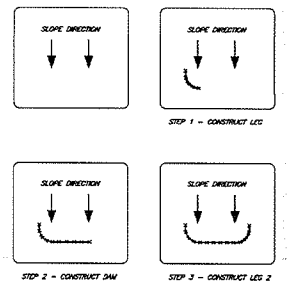 SLOPE DIRECTION
SLOPE DIRECTION
STEP 1 - CONSTRUCT LEG
SLOPE DIRECTION
SLOPE DIRECTION
STEP 2 - CONSTRUCT DAM
STEP 3 - CONSTRUCT LEG 2